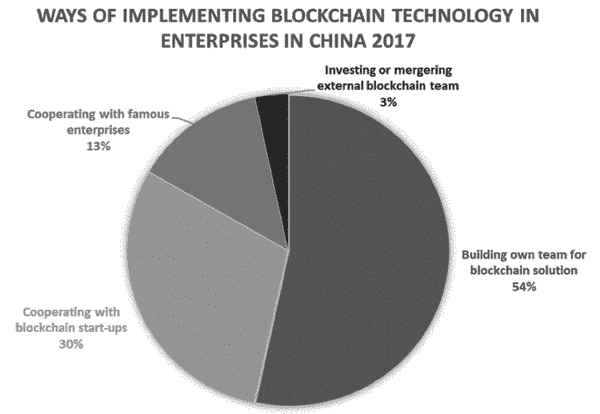 WAYS OF IMPLEMENTING BLOCKCHAIN TECHNOLOGY IN
ENTERPRISES IN CHINA 2017
Investing or mergering
external blockchain team
3%
Cooperating with famous
enterprises
13%
Building own team for
blockchain solution
54%
Cooperating with
blockchain start-ups
30%